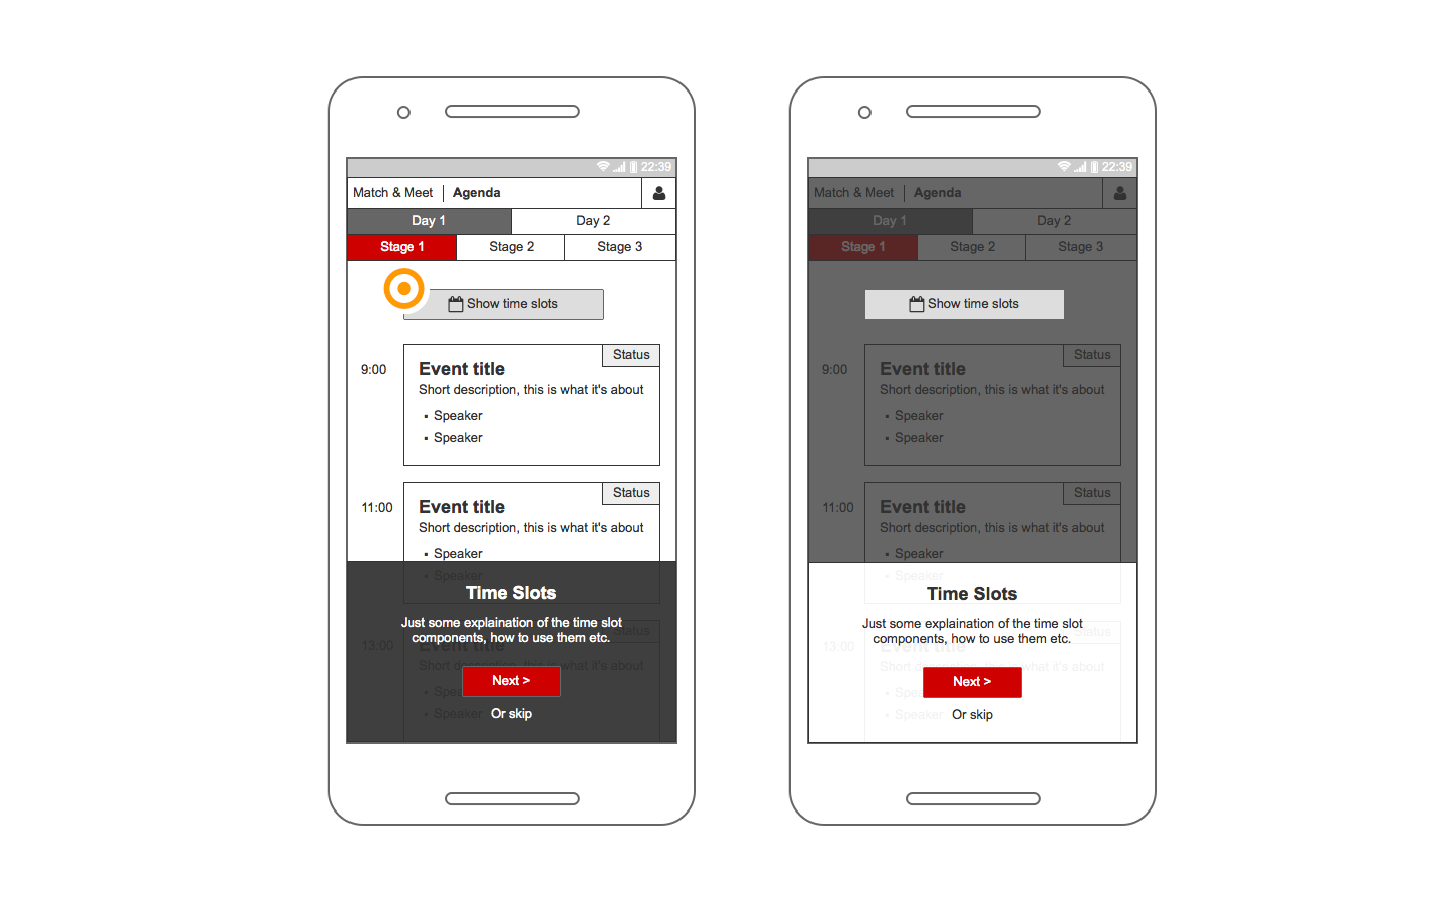 22:39
Match & Meet | Agenda
Day 1 Day 2
Stage 1 Stage 2 Stage 3
Show time slots
Status
9:00 Event title
Short description, this is what it's about
▪ Speaker
▪ Speaker
Status
11:00 Event title
Short description, this is what it's about
▪ Speaker
▪ Speaker
Time Slots
Just some explaination of the time slot
components, how to use them etc.
13:00 Event title
Short description, this is what it's about
▪ Speaker
Next >
▪ Speaker
Or skip
22:39
Match & Meet | Agenda
Day 1 Day 2
Stage 1 Stage 2 Stage 3
Show time slots
Status
9:00 Event title
Short description, this is what it's about
▪ Speaker
▪ Speaker
Status
11:00 Event title
Short description, this is what it's about
▪ Speaker
▪ Speaker
Time Slots
Just some explaination of the time slot
Status
components, how to use them etc.
13:00
Short description, this is what it's about
▪ Speaker
Next >
▪ Speaker
Or skip